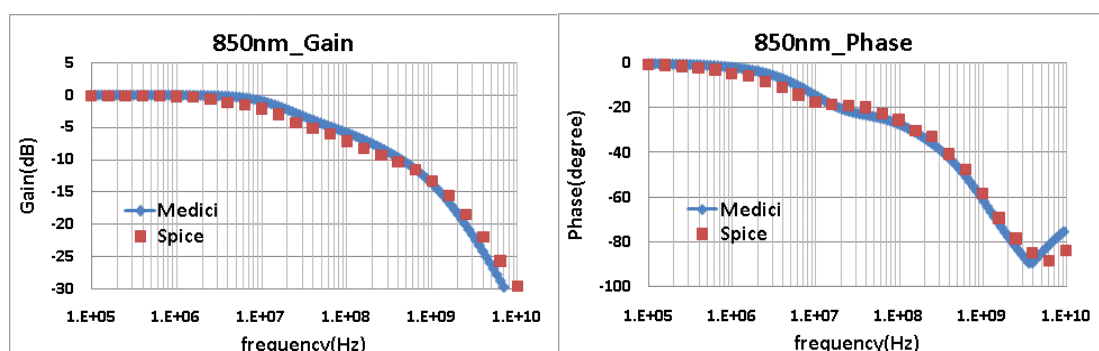 850nm_Gain
5
0
-5
-10
-15
-20
-25
-30
Gain(dB)
Medici
Spice
1.E+05 1.E+06 1.E+07 1.E+08 1.E+09 1.E+10
frequency(Hz)
850nm_Phase
0
-20
-40
-60
-80
-100
Phase(degree)
Medici
Spice
1.E+05 1.E+06 1.E+07 1.E+08 1.E+09 1.E+10
frequency(Hz)